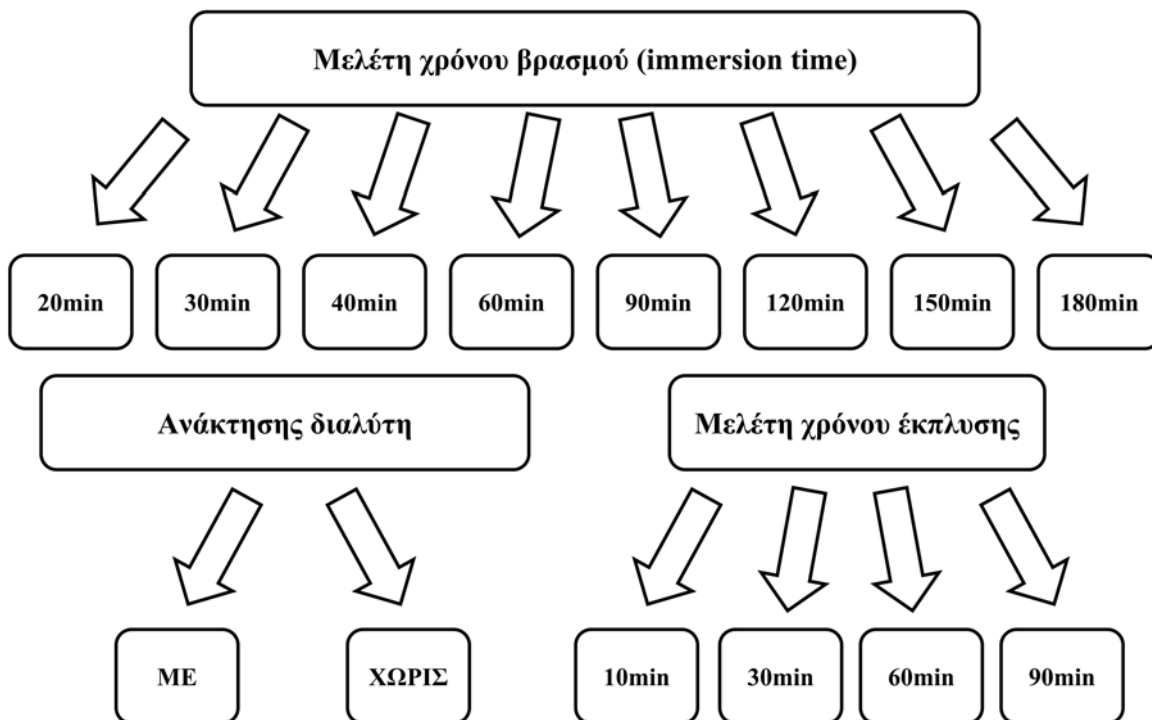 Μελέτη χρόνου βρασμού (immersion time)
20min 30min 40min 60min 90min 120min 150min 180min
Ανάκτησης διαλύτη Μελέτη χρόνου έκπλυσης
ΜΕ ΧΩΡΙΣ 10min 30min 60min 90min